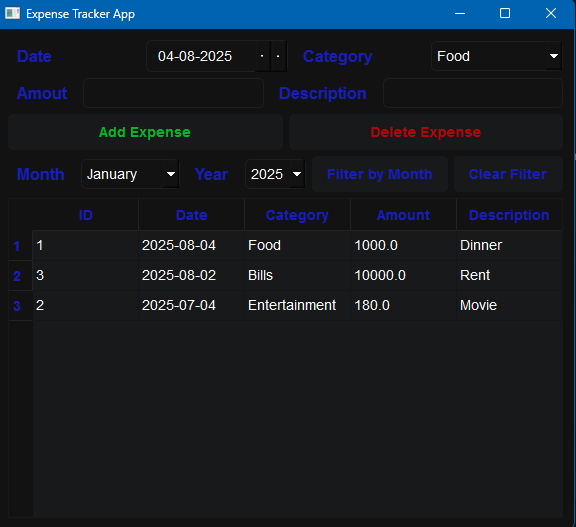 Expense Tracker App
Date 04-08-2025 Category Food
Amout Description
Add Expense Delete Expense
Month January Year 2025 Filter by Month Clear Filter
ID Date Category Amount Description
1 1 2025-08-04 Food 1000.0 Dinner
2 3 2025-08-02 Bills 10000.0 Rent
3 2 2025-07-04 Entertainment 180.0 Movie